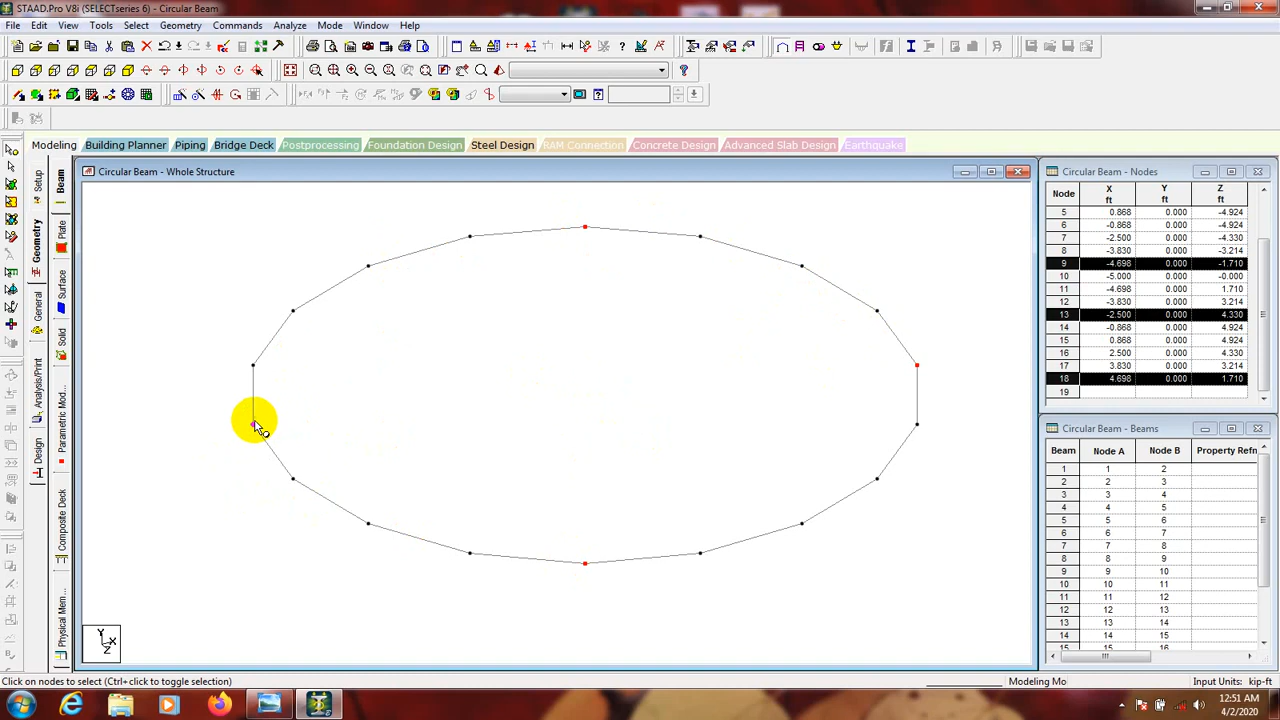 STAAD.Pro V8i (SELECTseries 6) - Circular Beam
File Edit View Tools Select Geometry Commands Analyze Mode Window Help
Modeling Building Planner Piping Bridge Deck Postprocessing Foundation Design Steel Design RAM Connection Concrete Design Advanced Slab Design Earthquake
Setup
Geometry
General
Analysis/Print
Design
Beam
Plate
Surface
Solid
Parametric Mod...
Composite Deck
Physical Mem...
Circular Beam - Whole Structure
Y
X
Z
Circular Beam - Nodes
Node X ft Y ft Z ft
5 0.868 0.000 -4.924
6 -0.868 0.000 -4.924
7 -2.500 0.000 -4.330
8 -3.830 0.000 -3.214
9 -4.698 0.000 -1.710
10 -5.000 0.000 -0.000
11 -4.698 0.000 1.710
12 -3.830 0.000 3.214
13 -2.500 0.000 4.330
14 -0.868 0.000 4.924
15 0.868 0.000 4.924
16 2.500 0.000 4.330
17 3.830 0.000 3.214
18 4.698 0.000 1.710
19
Circular Beam - Beams
Beam Node A Node B Property Refn
1 1 2
2 2 3
3 3 4
4 4 5
5 5 6
6 6 7
7 7 8
8 8 9
9 9 10
10 10 11
11 11 12
12 12 13
13 13 14
14 14 15
15 15 16
Click on nodes to select (Ctrl+click to toggle selection) Modeling Mo Input Units: kip-ft
12:51 AM
4/2/2020